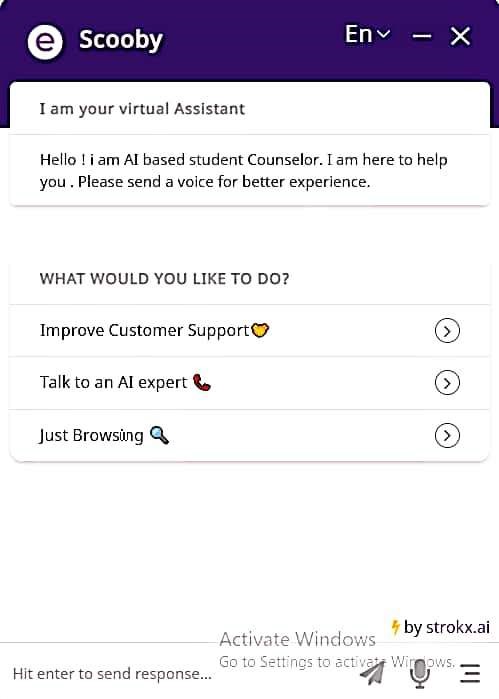 e Scooby En
I am your virtual Assistant
Hello ! i am AI based student Counselor. I am here to help
you . Please send a voice for better experience.
WHAT WOULD YOU LIKE TO DO?
Improve Customer Support🤝
Talk to an AI expert 📞
Just Browsing 🔍
⚡by strokx.ai
Activate Windows
Go to Settings to activate Windows.
Hit enter to send response...